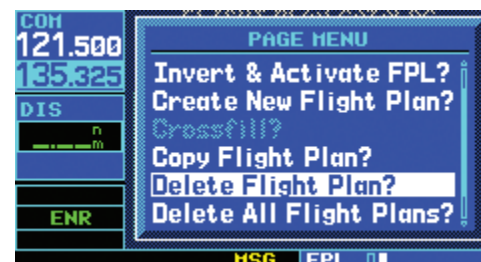 COM
121.500
135.325
DIS
n
m
ENR
PAGE MENU
Invert & Activate FPL?
Create New Flight Plan?
Crossfill?
Copy Flight Plan?
Delete Flight Plan?
Delete All Flight Plans?
MSG FPL